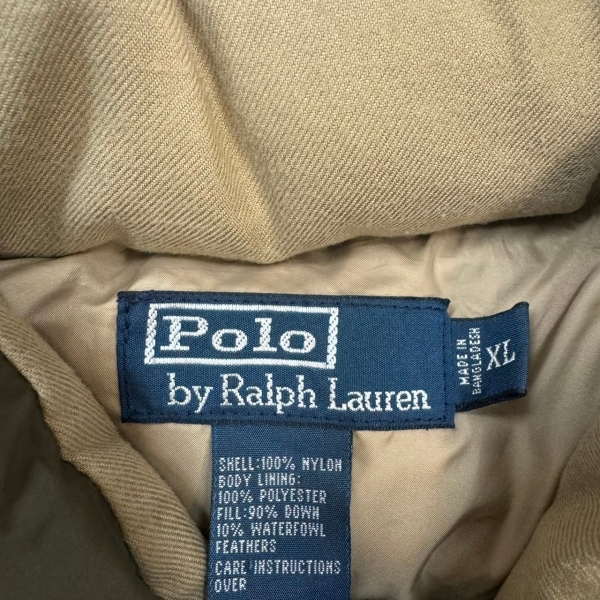 Polo
by Ralph Lauren
MADE IN
BANGLADESH
XL
SHELL:100% NYLON
BODY LINING:
100% POLYESTER
FILL:90% DOWN
10% WATERFOWL
FEATHERS
CARE INSTRUCTIONS
OVER